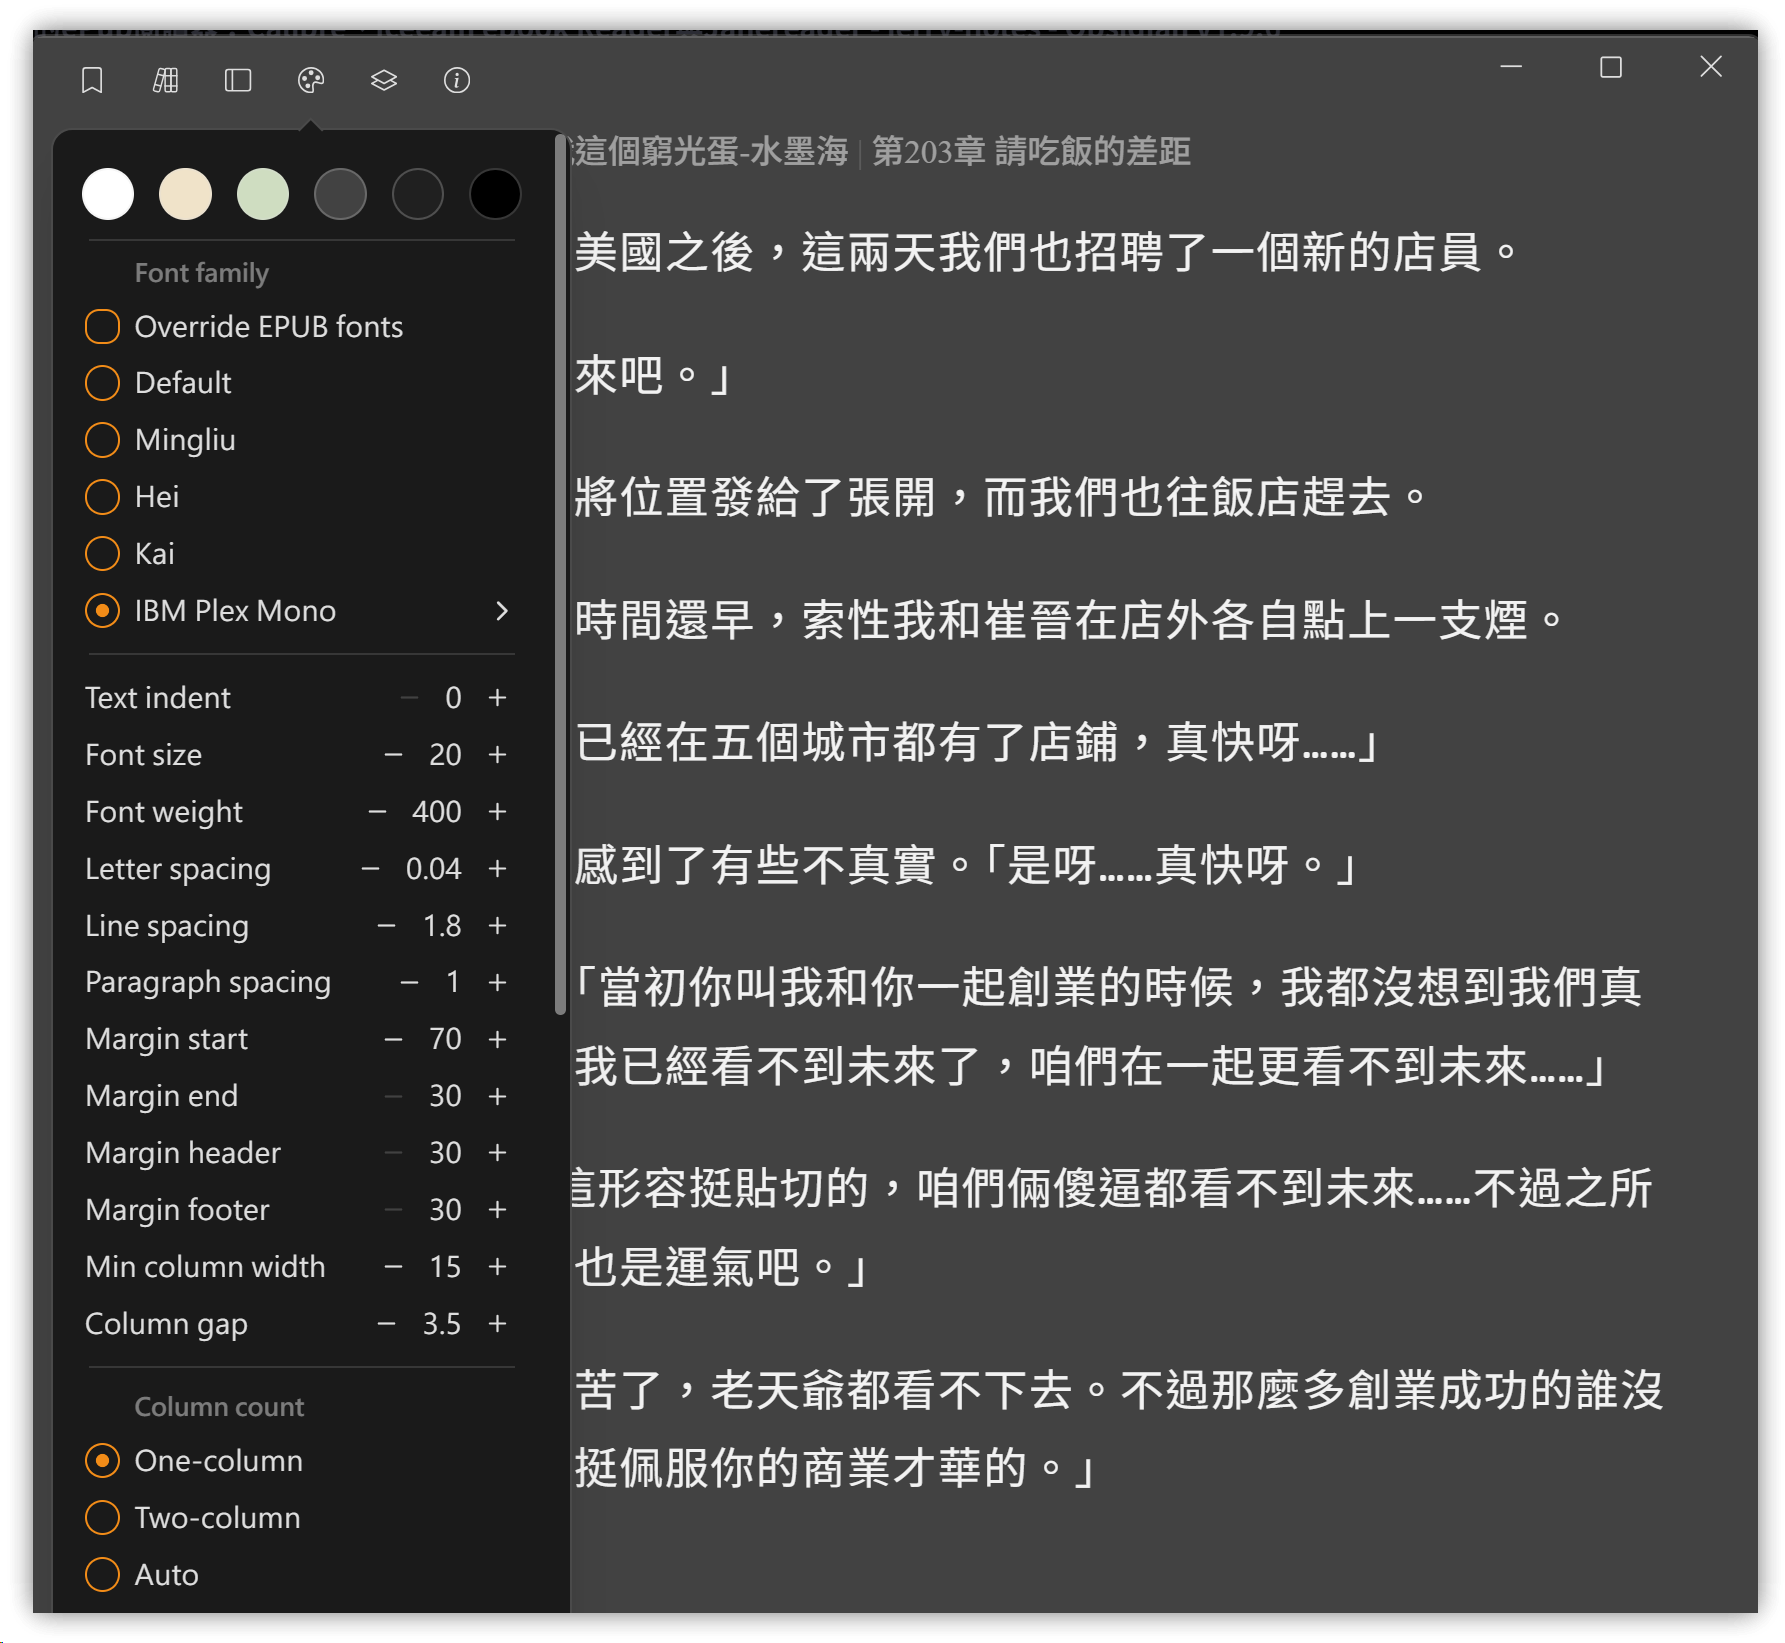 這個窮光蛋-水墨海 | 第203章 請吃飯的差距
Font family
Override EPUB fonts
Default
Mingliu
Hei
Kai
IBM Plex Mono
Text indent − 0 +
Font size − 20 +
Font weight − 400 +
Letter spacing − 0.04 +
Line spacing − 1.8 +
Paragraph spacing − 1 +
Margin start − 70 +
Margin end − 30 +
Margin header − 30 +
Margin footer − 30 +
Min column width − 15 +
Column gap − 3.5 +
Column count
One-column
Two-column
Auto
美國之後，這兩天我們也招聘了一個新的店員。
來吧。」
將位置發給了張開，而我們也往飯店趕去。
時間還早，索性我和崔晉在店外各自點上一支煙。
已經在五個城市都有了店鋪，真快呀……」
感到了有些不真實。「是呀……真快呀。」
「當初你叫我和你一起創業的時候，我都沒想到我們真
我已經看不到未來了，咱們在一起更看不到未來……」
這形容挺貼切的，咱們倆傻逼都看不到未來……不過之所
也是運氣吧。」
苦了，老天爺都看不下去。不過那麼多創業成功的誰沒
挺佩服你的商業才華的。」